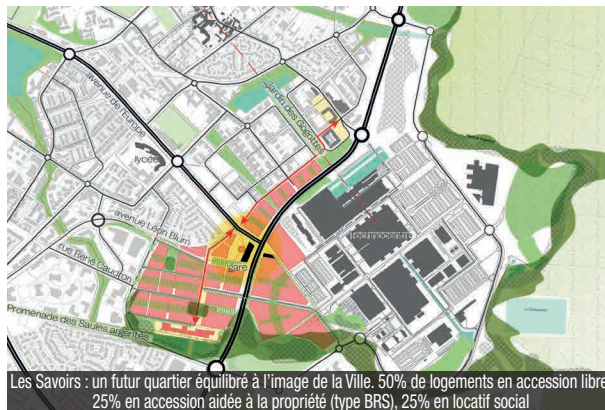 Jardin des Gogottes
avenue de l'europe
lycée
Technocentre
avenue Léon Blum
gare
rue René Gaudron
Promenade des Saules argentés
Les Savoirs : un futur quartier équilibré à l'image de la Ville. 50% de logements en accession libre
25% en accession aidée à la propriété (type BRS), 25% en locatif social